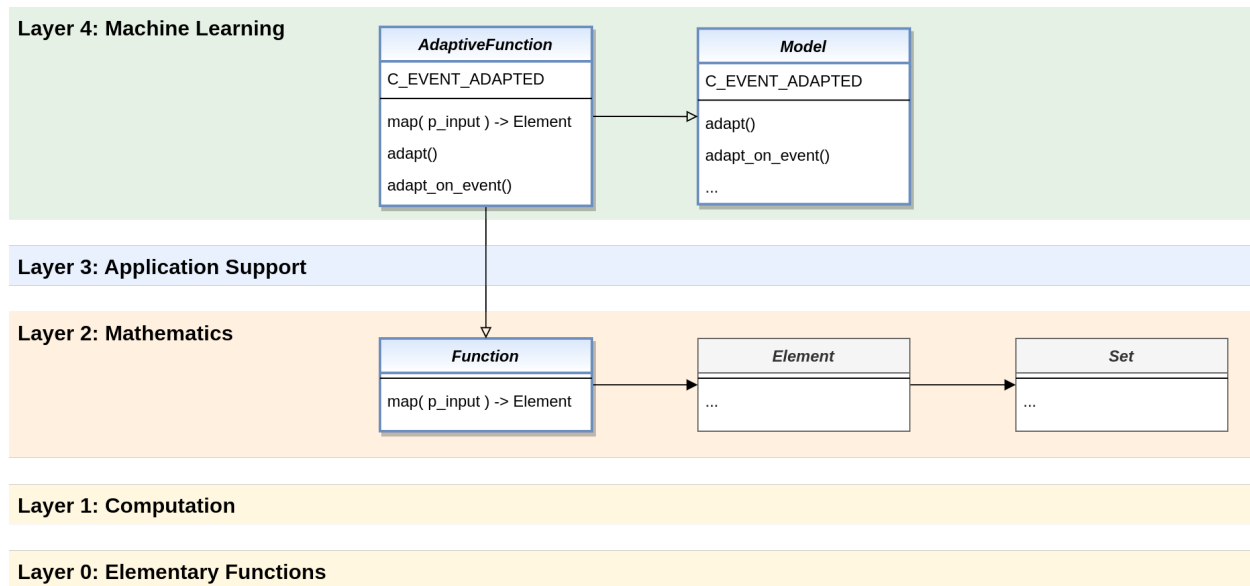 Layer 4: Machine Learning
AdaptiveFunction
C_EVENT_ADAPTED
map( p_input ) -> Element
adapt()
adapt_on_event()
Model
C_EVENT_ADAPTED
adapt()
adapt_on_event()
...
Layer 3: Application Support
Layer 2: Mathematics
Function
map( p_input ) -> Element
Element
...
Set
...
Layer 1: Computation
Layer 0: Elementary Functions